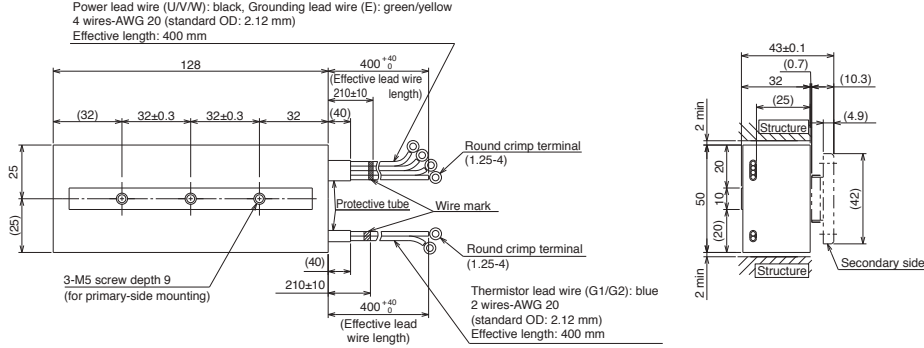 Power lead wire (U/V/W): black, Grounding lead wire (E): green/yellow
4 wires-AWG 20 (standard OD: 2.12 mm)
Effective length: 400 mm
128
400 +40 0
(Effective lead wire length)
210±10
(32)
32±0.3
32±0.3
32
(40)
Round crimp terminal
(1.25-4)
25
(25)
Protective tube
Wire mark
Round crimp terminal
(1.25-4)
3-M5 screw depth 9
(for primary-side mounting)
(40)
210±10
400 +40 0
(Effective lead
wire length)
Thermistor lead wire (G1/G2): blue
2 wires-AWG 20
(standard OD: 2.12 mm)
Effective length: 400 mm
43±0.1
(0.7)
32
(10.3)
(25)
(4.9)
2 min
Structure
50
20
10
(20)
(42)
2 min
Structure
Secondary side